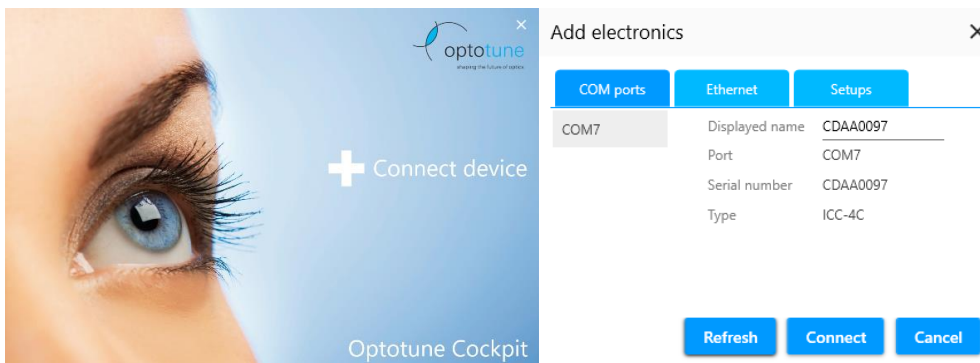 optotune
shaping the future of optics
Connect device
Optotune Cockpit
Add electronics
COM ports Ethernet Setups
COM7
Displayed name CDAA0097
Port COM7
Serial number CDAA0097
Type ICC-4C
Refresh Connect Cancel